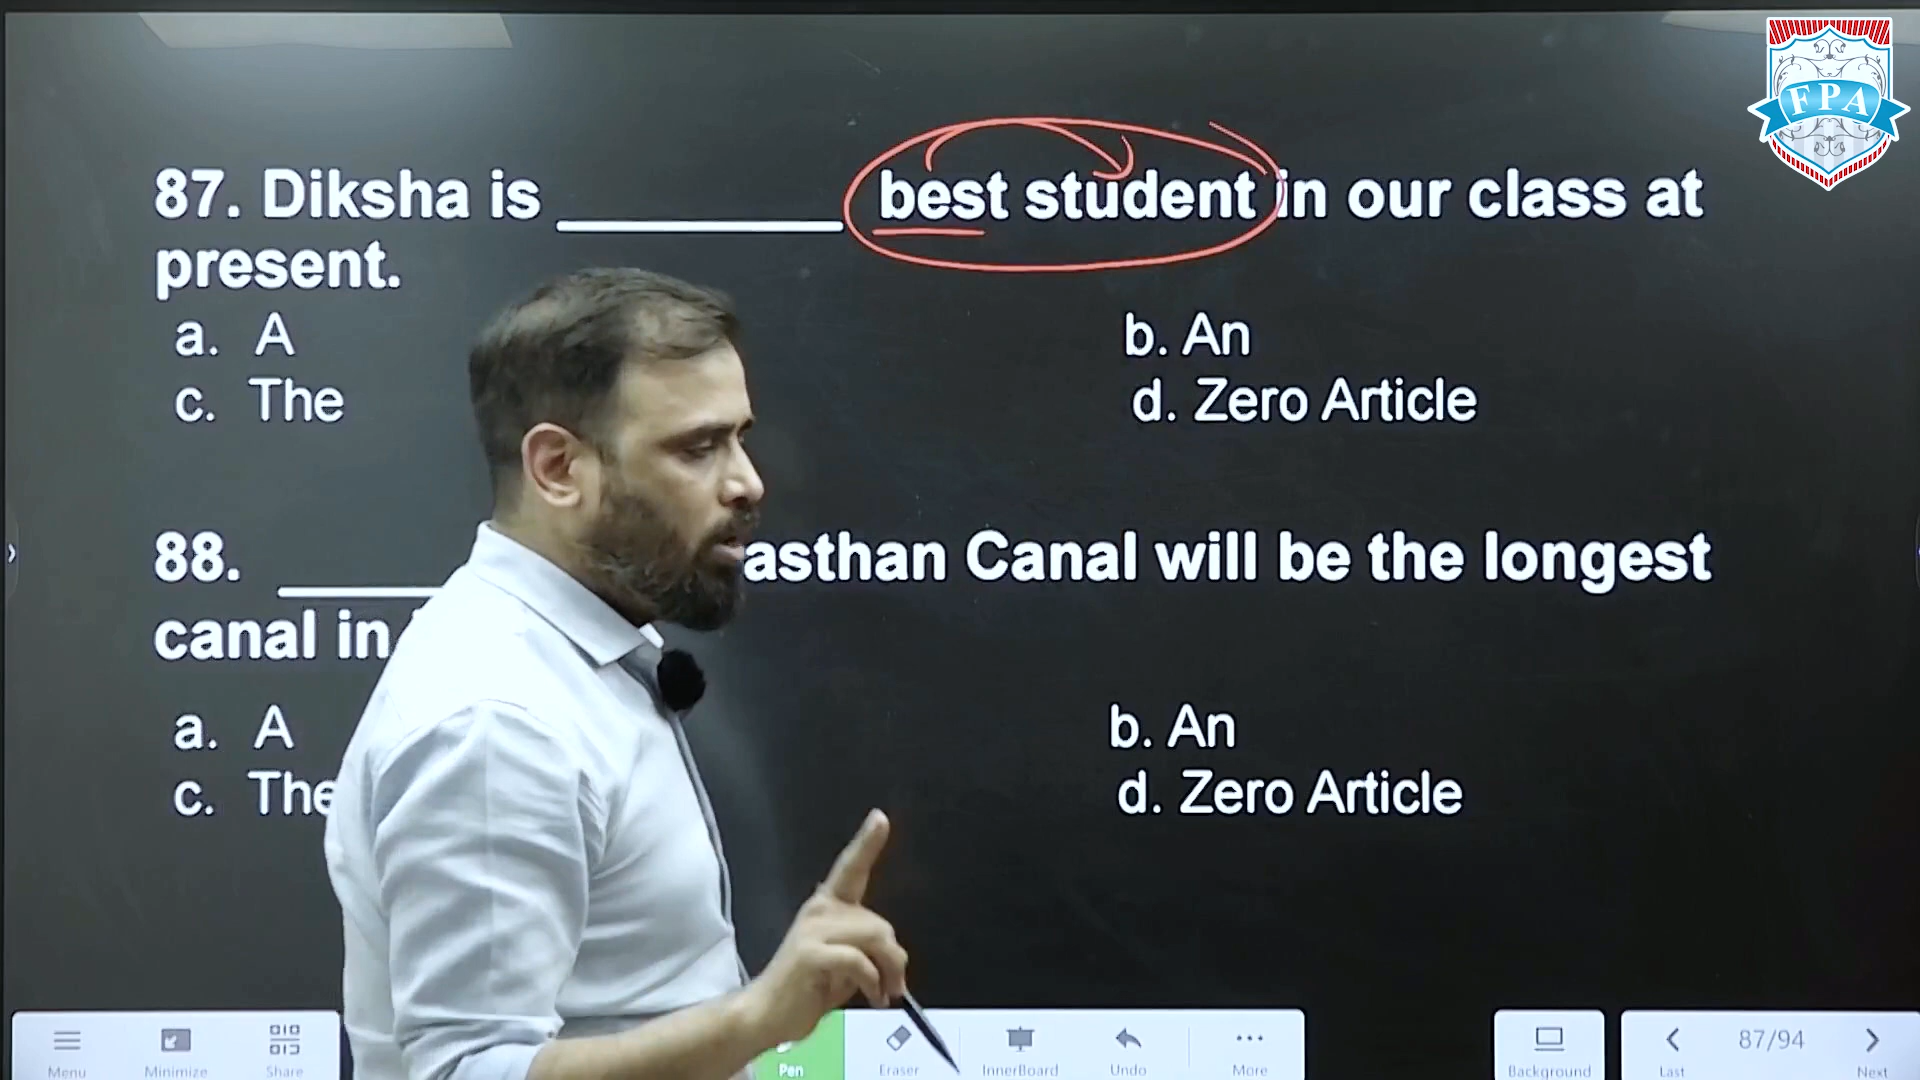 FPA
87. Diksha is ________ best student in our class at
present.
a. A
b. An
c. The
d. Zero Article
88. ______asthan Canal will be the longest
canal in
a. A
b. An
c. The
d. Zero Article
Menu
Minimize
Share
Pen
Eraser
InnerBoard
Undo
More
Background
Last
87/94
Next